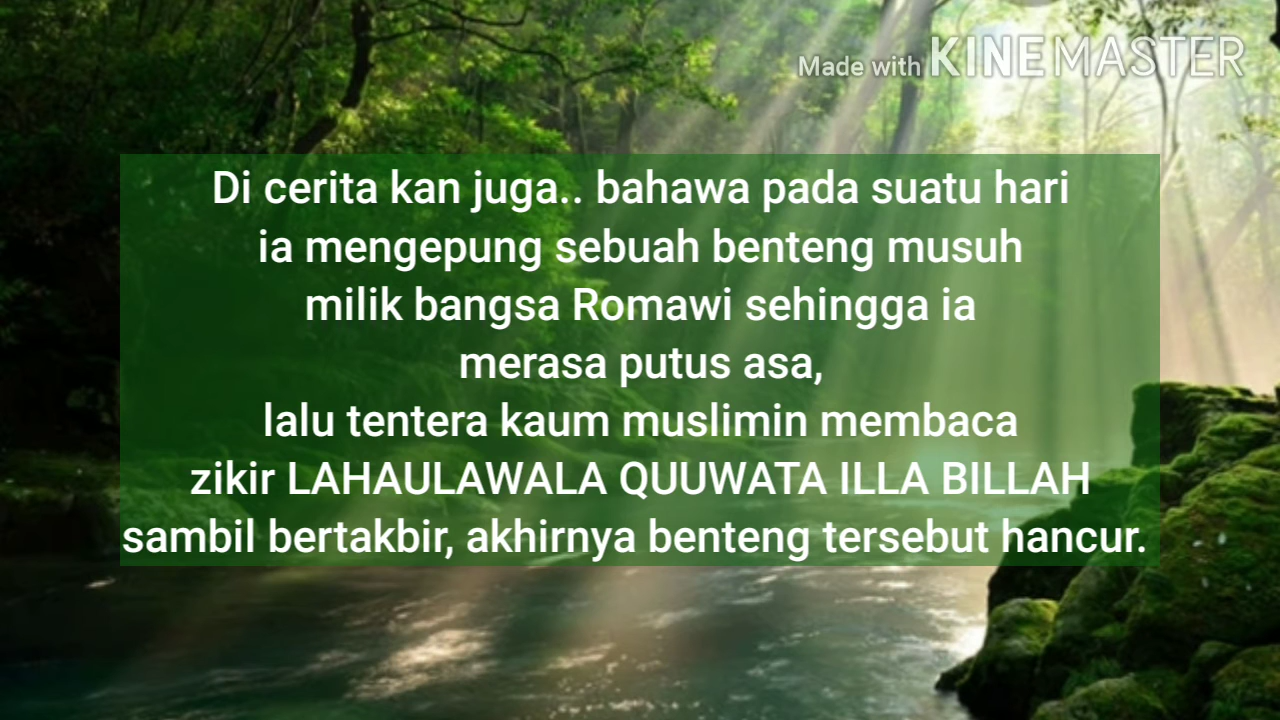 Made with KINEMASTER
Di cerita kan juga.. bahawa pada suatu hari
ia mengepung sebuah benteng musuh
milik bangsa Romawi sehingga ia
merasa putus asa,
lalu tentera kaum muslimin membaca
zikir LAHAULAWALA QUUWATA ILLA BILLAH
sambil bertakbir, akhirnya benteng tersebut hancur.